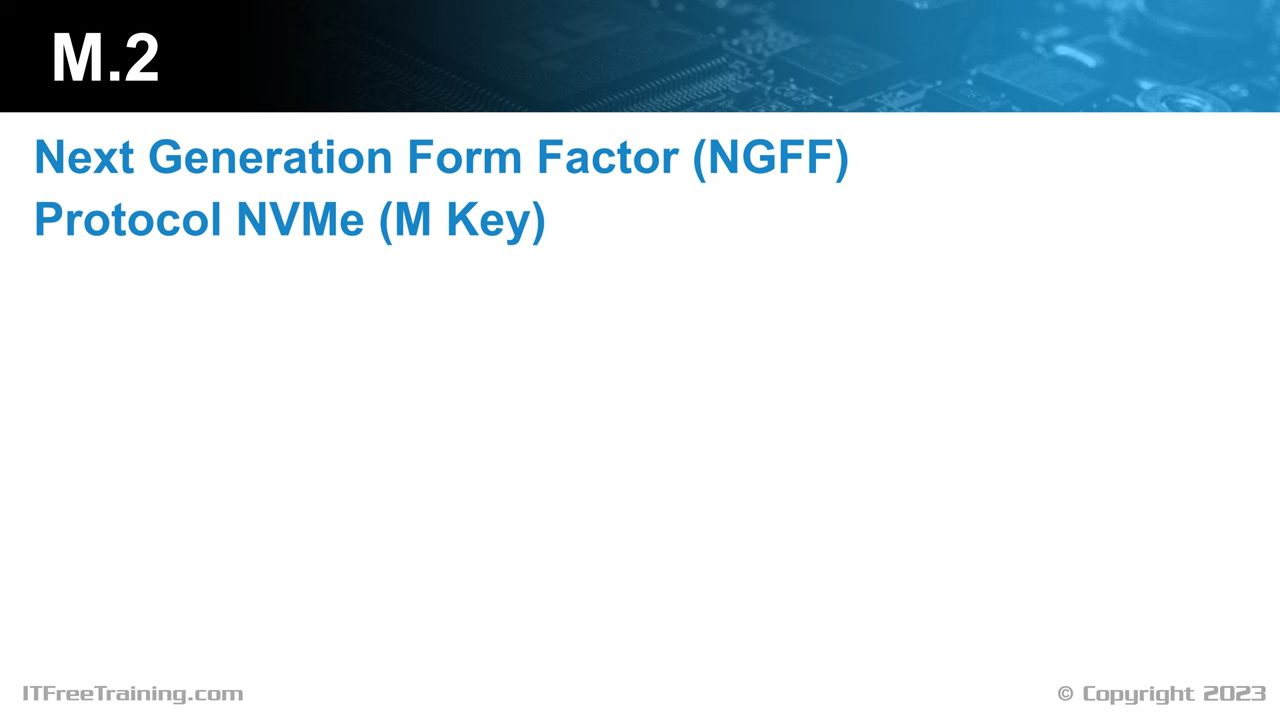 M.2
Next Generation Form Factor (NGFF)
Protocol NVMe (M Key)
ITFreeTraining.com
© Copyright 2023